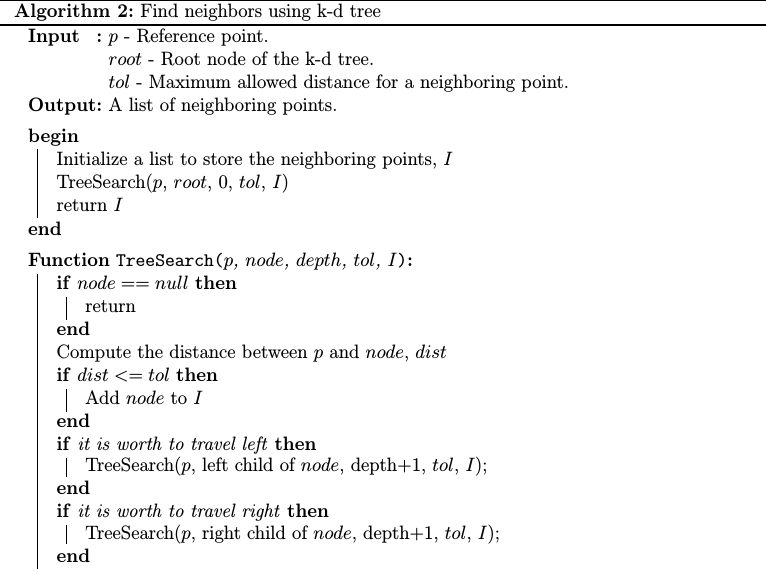 Algorithm 2: Find neighbors using k-d tree
Input : p - Reference point.
root - Root node of the k-d tree.
tol - Maximum allowed distance for a neighboring point.
Output: A list of neighboring points.
begin
Initialize a list to store the neighboring points, I
TreeSearch(p, root, 0, tol, I)
return I
end
Function TreeSearch(p, node, depth, tol, I):
if node == null then
return
end
Compute the distance between p and node, dist
if dist <= tol then
Add node to I
end
if it is worth to travel left then
TreeSearch(p, left child of node, depth+1, tol, I);
end
if it is worth to travel right then
TreeSearch(p, right child of node, depth+1, tol, I);
end